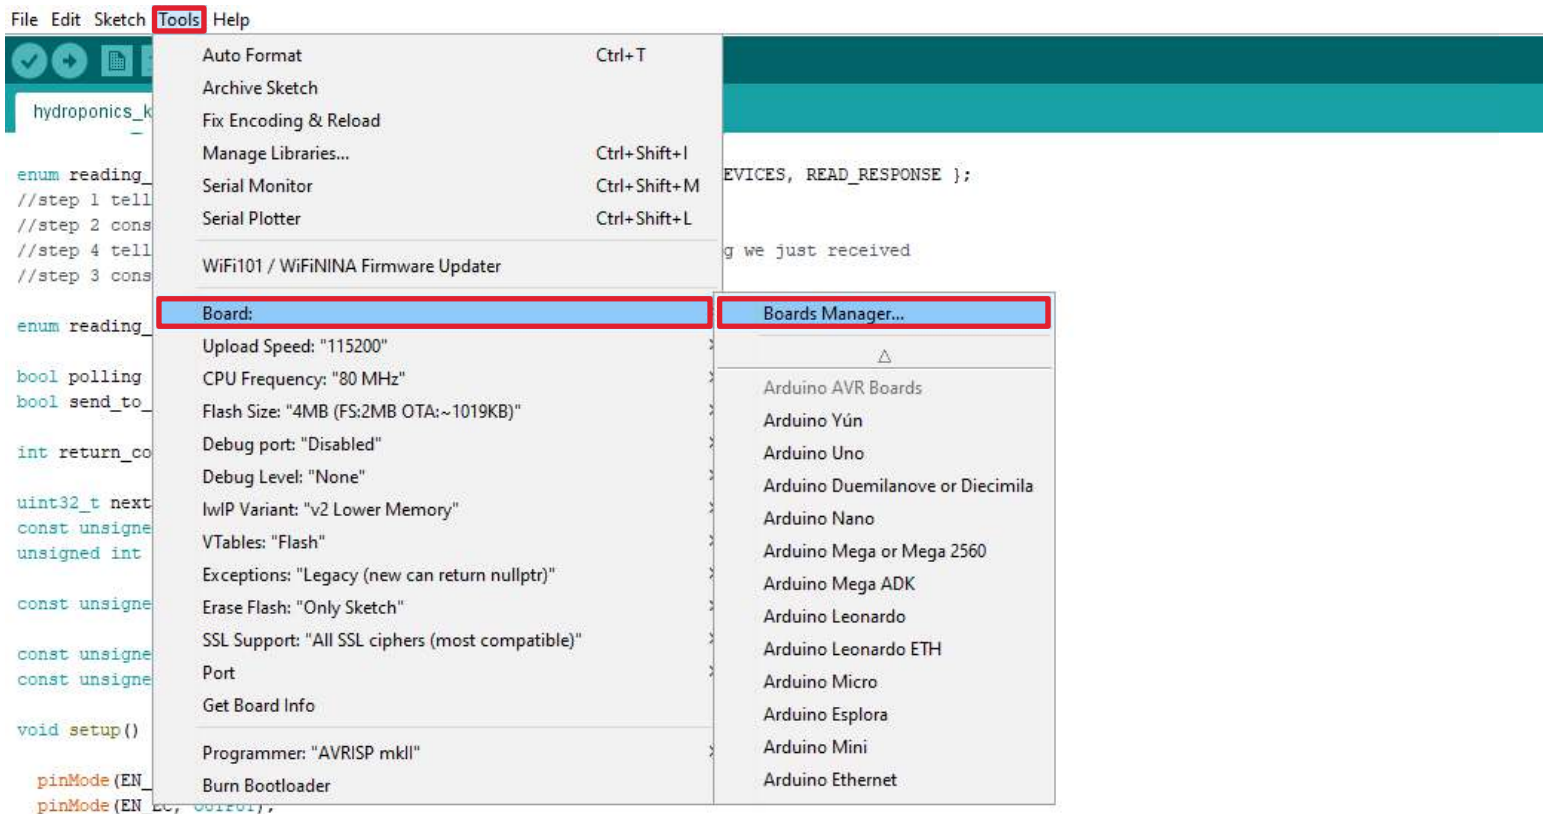 File Edit Sketch Tools Help
Auto Format Ctrl+T
Archive Sketch
hydroponics_k
Fix Encoding & Reload
Manage Libraries... Ctrl+Shift+I
Serial Monitor Ctrl+Shift+M
Serial Plotter Ctrl+Shift+L
WiFi101 / WiFiNINA Firmware Updater
Board:
Upload Speed: "115200"
CPU Frequency: "80 MHz"
Flash Size: "4MB (FS:2MB OTA:~1019KB)"
Debug port: "Disabled"
Debug Level: "None"
lwIP Variant: "v2 Lower Memory"
VTables: "Flash"
Exceptions: "Legacy (new can return nullptr)"
Erase Flash: "Only Sketch"
SSL Support: "All SSL ciphers (most compatible)"
Port
Get Board Info
Programmer: "AVRISP mkII"
Burn Bootloader
Boards Manager...
Arduino AVR Boards
Arduino Yún
Arduino Uno
Arduino Duemilanove or Diecimila
Arduino Nano
Arduino Mega or Mega 2560
Arduino Mega ADK
Arduino Leonardo
Arduino Leonardo ETH
Arduino Micro
Arduino Esplora
Arduino Mini
Arduino Ethernet
enum reading_ EVICES, READ_RESPONSE };
//step 1 tell
//step 2 cons
//step 4 tell g we just received
//step 3 cons
enum reading_
bool polling
bool send_to_
int return_co
uint32_t next
const unsigne
unsigned int
const unsigne
const unsigne
const unsigne
void setup()
pinMode(EN_
pinMode(EN_EC, OUTPUT);